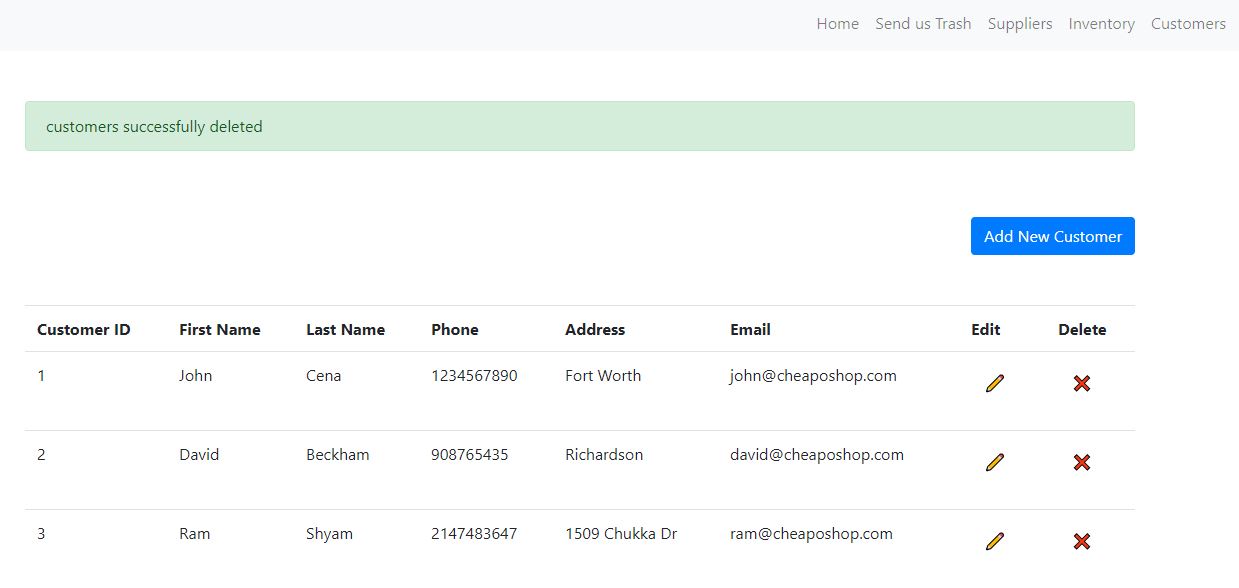 Home Send us Trash Suppliers Inventory Customers
customers successfully deleted
Add New Customer
Customer ID First Name Last Name Phone Address Email Edit Delete
1 John Cena 1234567890 Fort Worth john@cheaposhop.com
2 David Beckham 908765435 Richardson david@cheaposhop.com
3 Ram Shyam 2147483647 1509 Chukka Dr ram@cheaposhop.com